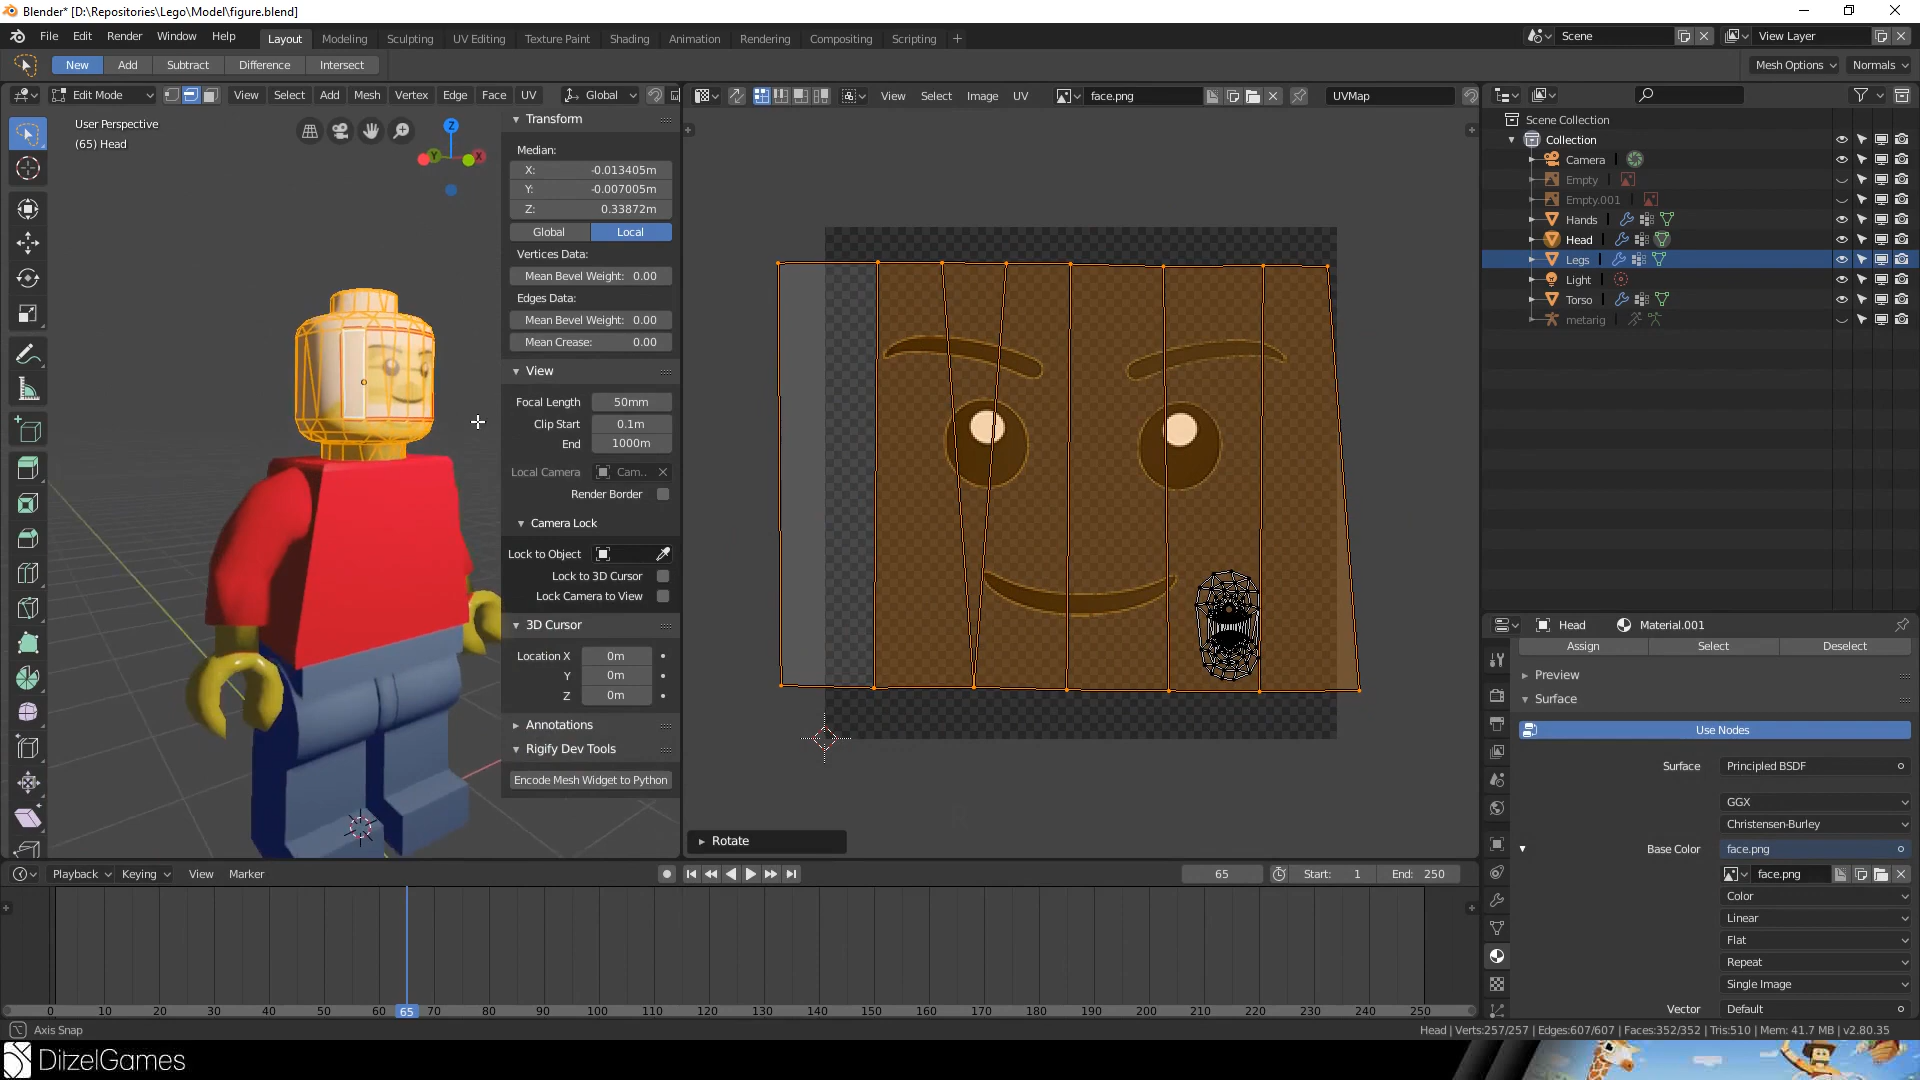 Blender* [D:\Repositories\Lego\Model\figure.blend]
File Edit Render Window Help Layout Modeling Sculpting UV Editing Texture Paint Shading Animation Rendering Compositing Scripting + Scene View Layer
New Add Subtract Difference Intersect Mesh Options Normals
Edit Mode View Select Add Mesh Vertex Edge Face UV Global View Select Image UV face.png UVMap
User Perspective
(65) Head
Z
Y
X
Transform
Median:
X: -0.013405m
Y: -0.007005m
Z: 0.33872m
Global Local
Vertices Data:
Mean Bevel Weight: 0.00
Edges Data:
Mean Bevel Weight: 0.00
Mean Crease: 0.00
View
Focal Length 50mm
Clip Start 0.1m
End 1000m
Local Camera Cam..
Render Border
Camera Lock
Lock to Object
Lock to 3D Cursor
Lock Camera to View
3D Cursor
Location X 0m
Y 0m
Z 0m
Annotations
Rigify Dev Tools
Encode Mesh Widget to Python
Rotate
Scene Collection
Collection
Camera
Empty
Empty.001
Hands
Head
Legs
Light
Torso
metarig
Head Material.001
Assign Select Deselect
Preview
Surface
Use Nodes
Surface Principled BSDF
GGX
Christensen-Burley
Base Color face.png
face.png
Color
Linear
Flat
Repeat
Single Image
Vector Default
Playback Keying View Marker 65 Start: 1 End: 250
0 10 20 30 40 50 60 65 70 80 90 100 110 120 130 140 150 160 170 180 190 200 210 220 230 240 250
Axis Snap Head | Verts:257/257 | Edges:607/607 | Faces:352/352 | Tris:510 | Mem: 41.7 MB | v2.80.35
DitzelGames